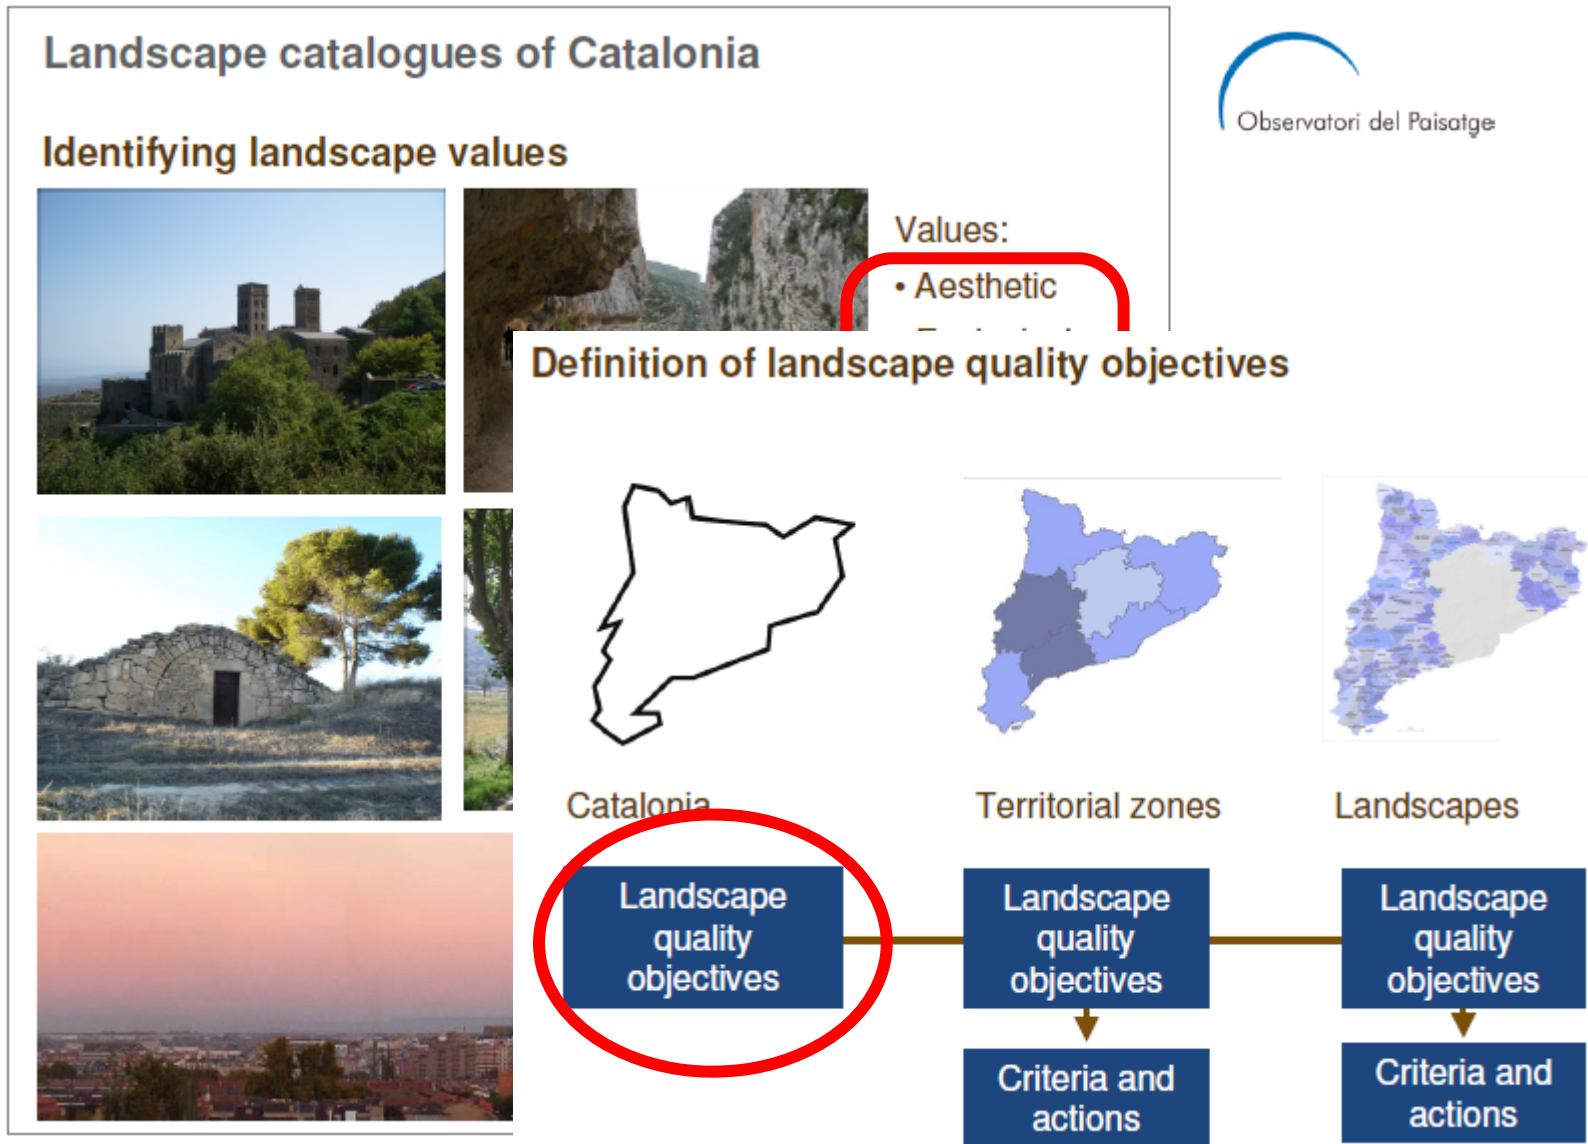 Landscape catalogues of Catalonia
Observatori del Paisatge
Identifying landscape values
Values:
• Aesthetic
Definition of landscape quality objectives
Catalonia
Territorial zones
Landscapes
Landscape
quality
objectives
Landscape
quality
objectives
Landscape
quality
objectives
Criteria and
actions
Criteria and
actions